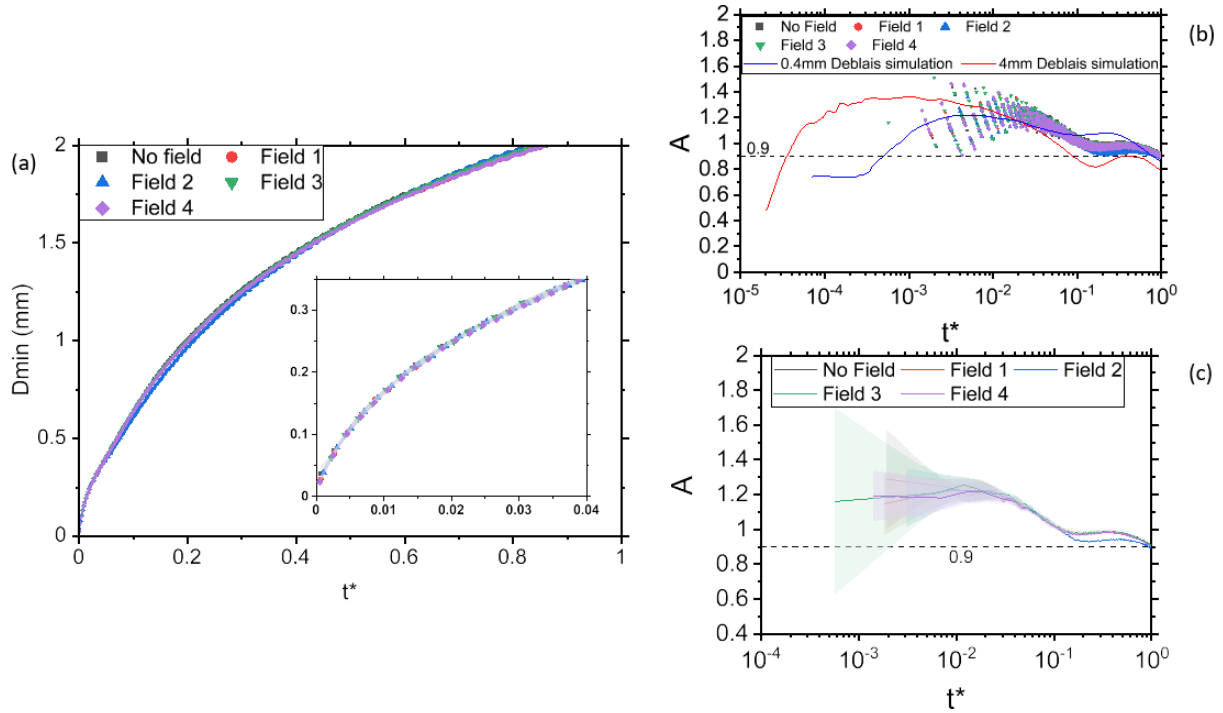 (a)
Dmin (mm)
2
1.5
1
0.5
0
No field
Field 1
Field 2
Field 3
Field 4
0.3
0.2
0.1
0
0
0.01
0.02
0.03
0.04
0
0.2
0.4
0.6
0.8
1
t*
(b)
A
2
1.8
1.6
1.4
1.2
1
0.8
0.6
0.4
0.2
0
No Field
Field 1
Field 2
Field 3
Field 4
0.4mm Deblais simulation
4mm Deblais simulation
0.9
10-5
10-4
10-3
10-2
10-1
100
t*
(c)
A
2
1.8
1.6
1.4
1.2
1
0.8
0.6
0.4
No Field
Field 1
Field 2
Field 3
Field 4
0.9
10-4
10-3
10-2
10-1
100
t*